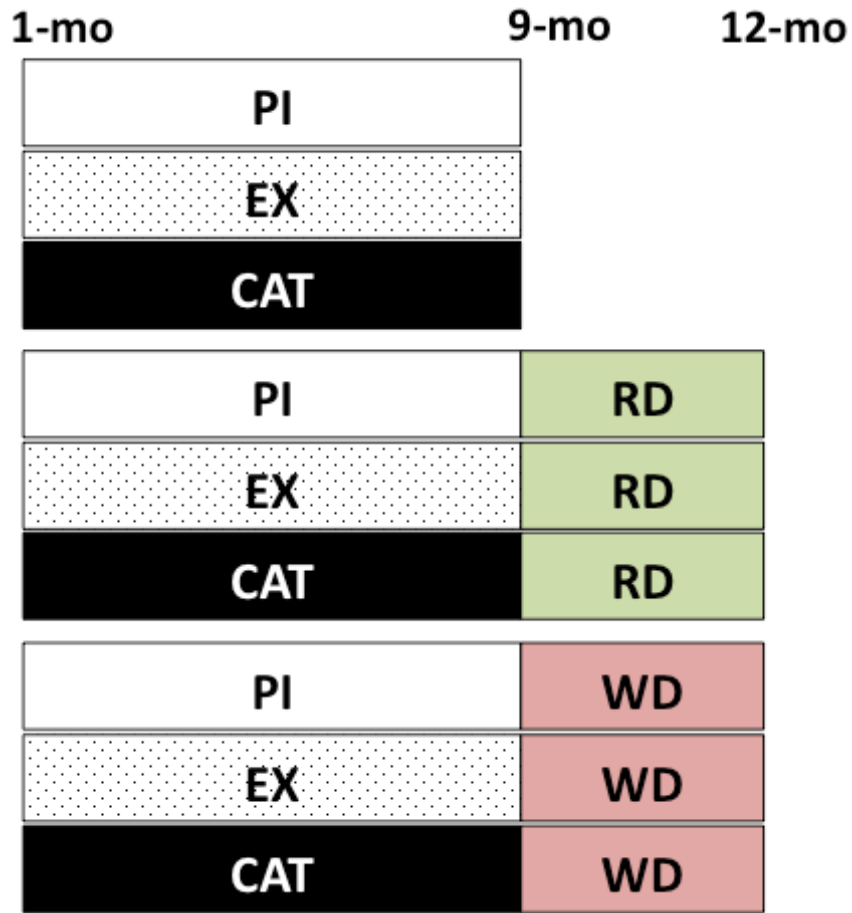 1-mo 9-mo 12-mo
PI
EX
CAT
PI RD
EX RD
CAT RD
PI WD
EX WD
CAT WD